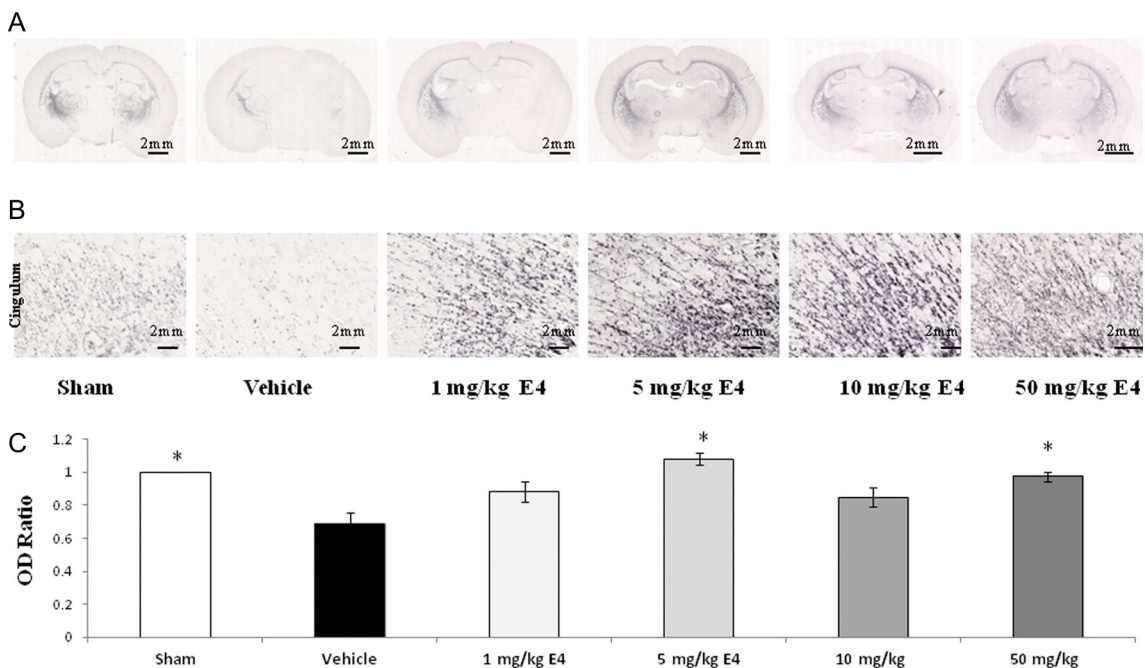 A
2mm 2mm 2mm 2mm 2mm 2mm
B
Cingulum
2mm 2mm 2mm 2mm 2mm 2mm
Sham Vehicle 1 mg/kg E4 5 mg/kg E4 10 mg/kg E4 50 mg/kg E4
C
OD Ratio
1.2
1
0.8
0.6
0.4
0.2
0
* * *
Sham Vehicle 1 mg/kg E4 5 mg/kg E4 10 mg/kg 50 mg/kg